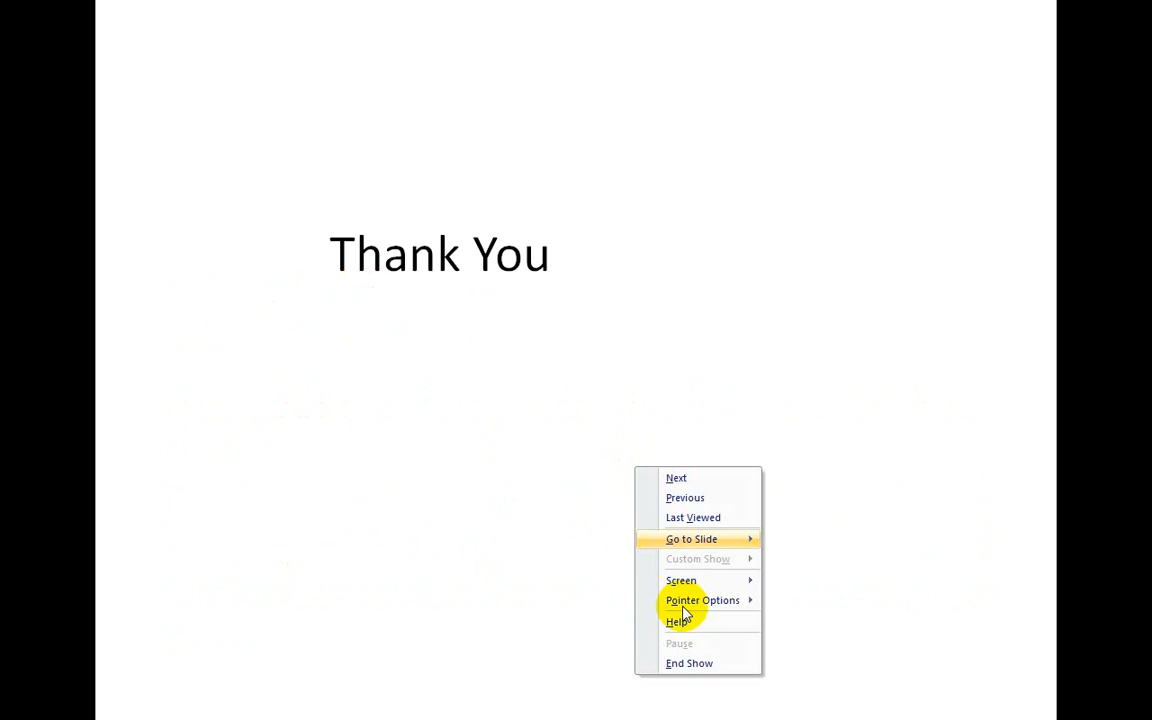 Thank You
Next
Previous
Last Viewed
Go to Slide
Custom Show
Screen
Pointer Options
Help
Pause
End Show